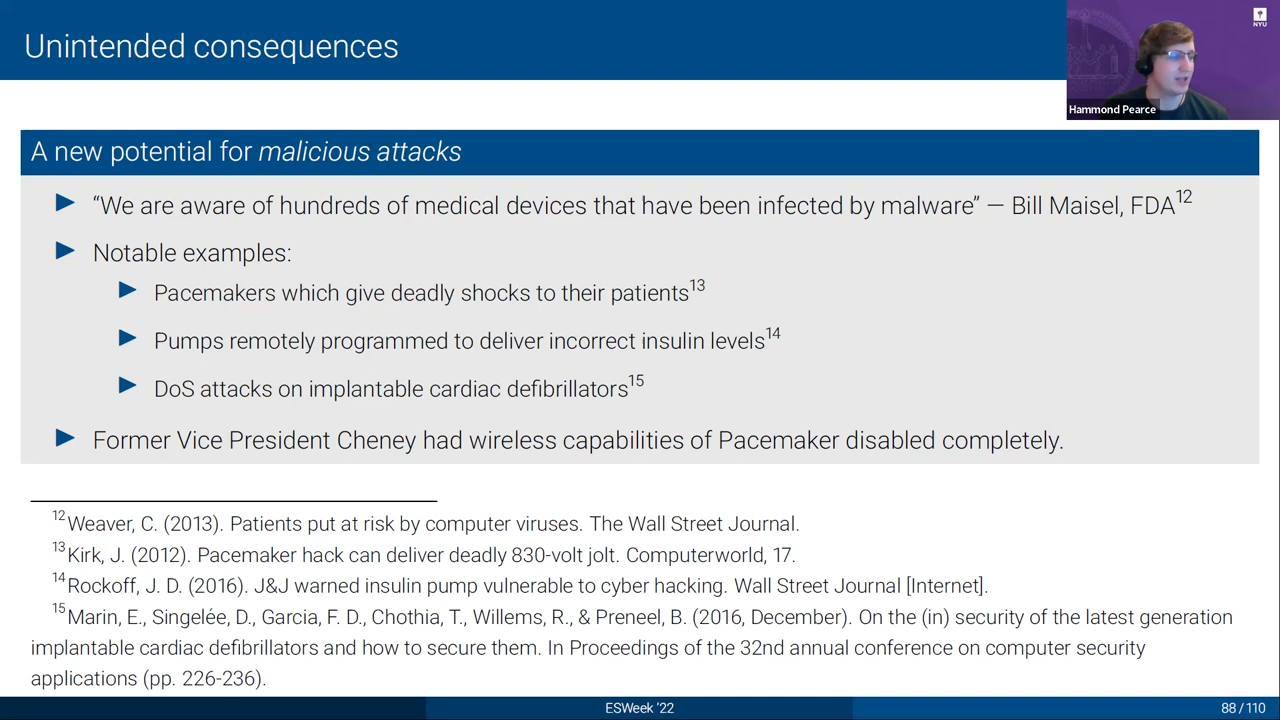 Unintended consequences
NYU
Hammond Pearce
A new potential for malicious attacks
“We are aware of hundreds of medical devices that have been infected by malware” — Bill Maisel, FDA12
Notable examples:
Pacemakers which give deadly shocks to their patients13
Pumps remotely programmed to deliver incorrect insulin levels14
DoS attacks on implantable cardiac defibrillators15
Former Vice President Cheney had wireless capabilities of Pacemaker disabled completely.
12Weaver, C. (2013). Patients put at risk by computer viruses. The Wall Street Journal.
13Kirk, J. (2012). Pacemaker hack can deliver deadly 830-volt jolt. Computerworld, 17.
14Rockoff, J. D. (2016). J&J warned insulin pump vulnerable to cyber hacking. Wall Street Journal [Internet].
15Marin, E., Singelée, D., Garcia, F. D., Chothia, T., Willems, R., & Preneel, B. (2016, December). On the (in) security of the latest generation
implantable cardiac defibrillators and how to secure them. In Proceedings of the 32nd annual conference on computer security
applications (pp. 226-236).
ESWeek ’22
88 / 110